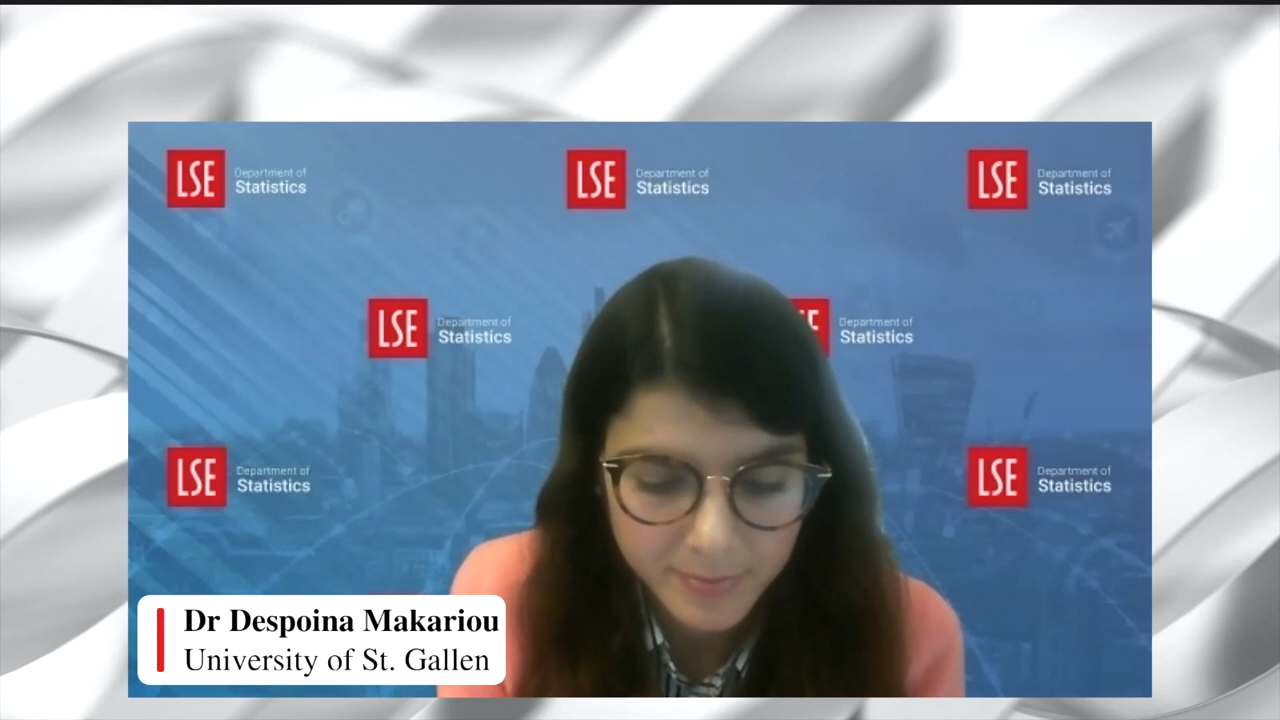 LSE
Department of
Statistics
LSE
Department of
Statistics
LSE
Department of
Statistics
LSE
Department of
Statistics
Department of
Statistics
LSE
Department of
Statistics
LSE
Department of
Statistics
Dr Despoina Makariou
University of St. Gallen